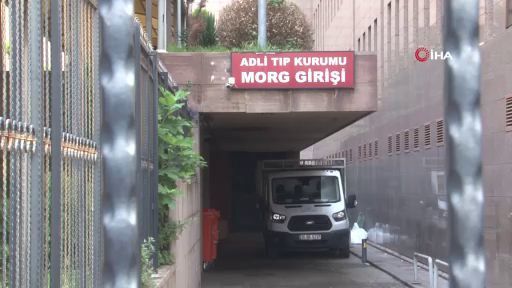 İHA
ADLİ TIP KURUMU
MORG GİRİŞİ